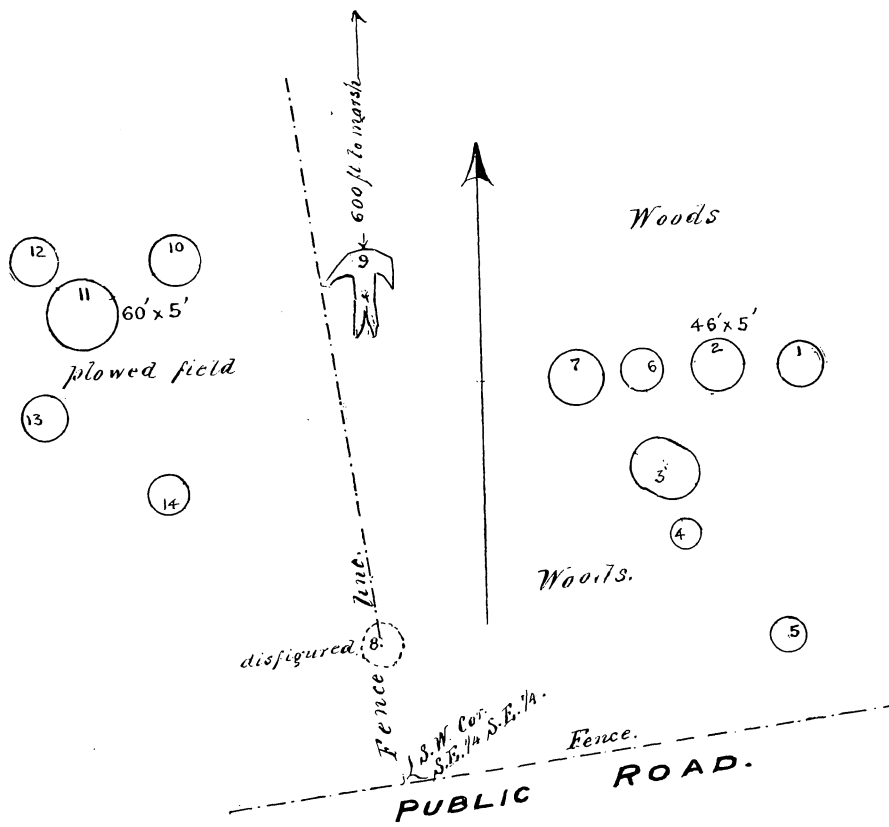 600 ft to marsh
Woods
12
10
9
11
60' x 5'
46' x 5'
7
6
2
1
plowed field
13
3
14
4
Woods.
Fence line.
5
disfigured.
8
S.W. Cor.
S.E. 1/4 S.E. 1/4.
Fence.
PUBLIC ROAD.